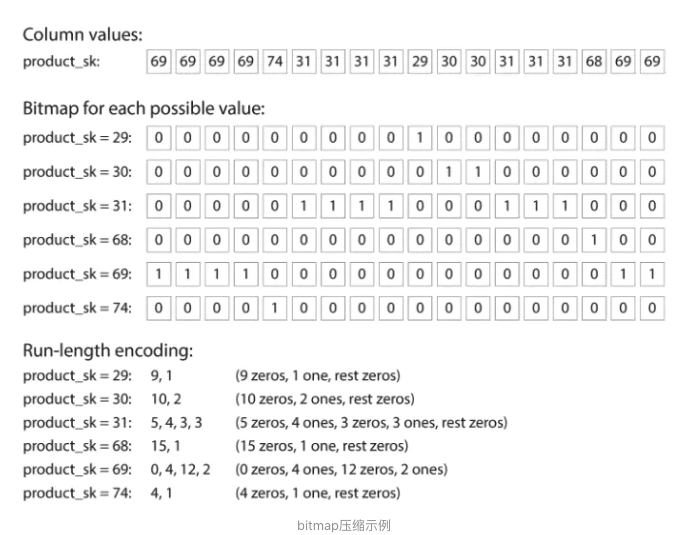 Column values:
product_sk: 69 69 69 69 74 31 31 31 31 29 30 30 31 31 31 68 69 69
Bitmap for each possible value:
product_sk = 29: 0 0 0 0 0 0 0 0 0 1 0 0 0 0 0 0 0 0
product_sk = 30: 0 0 0 0 0 0 0 0 0 0 1 1 0 0 0 0 0 0
product_sk = 31: 0 0 0 0 0 1 1 1 1 0 0 0 1 1 1 0 0 0
product_sk = 68: 0 0 0 0 0 0 0 0 0 0 0 0 0 0 0 1 0 0
product_sk = 69: 1 1 1 1 0 0 0 0 0 0 0 0 0 0 0 0 1 1
product_sk = 74: 0 0 0 0 1 0 0 0 0 0 0 0 0 0 0 0 0 0
Run-length encoding:
product_sk = 29: 9, 1 (9 zeros, 1 one, rest zeros)
product_sk = 30: 10, 2 (10 zeros, 2 ones, rest zeros)
product_sk = 31: 5, 4, 3, 3 (5 zeros, 4 ones, 3 zeros, 3 ones, rest zeros)
product_sk = 68: 15, 1 (15 zeros, 1 one, rest zeros)
product_sk = 69: 0, 4, 12, 2 (0 zeros, 4 ones, 12 zeros, 2 ones)
product_sk = 74: 4, 1 (4 zeros, 1 one, rest zeros)
bitmap压缩示例